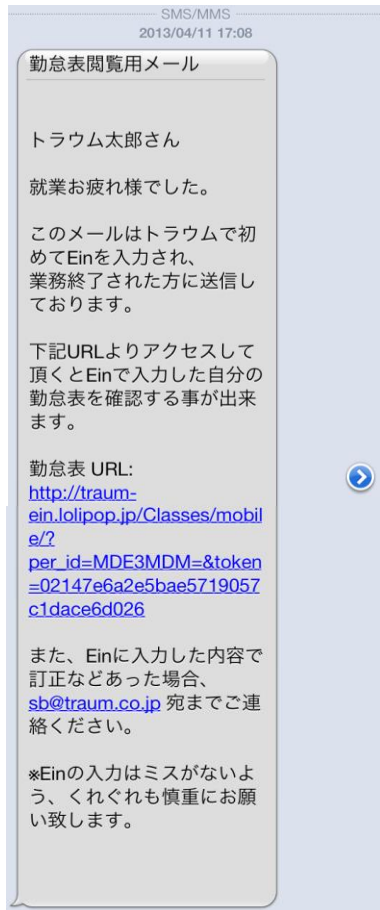 SMS/MMS
2013/04/11 17:08
勤怠表閲覧用メール
トラウム太郎さん
就業お疲れ様でした。
このメールはトラウムで初
めてEinを入力され、
業務終了された方に送信し
ております。
下記URLよりアクセスして
頂くとEinで入力した自分の
勤怠表を確認する事が出来
ます。
勤怠表 URL:
http://traum-
ein.lolipop.jp/Classes/mobil
e/?
per_id=MDE3MDM=&token
=02147e6a2e5bae5719057
c1dace6d026
また、Einに入力した内容で
訂正などあった場合、
sb@traum.co.jp 宛までご連
絡ください。
※Einの入力はミスがないよ
う、くれぐれも慎重にお願
い致します。